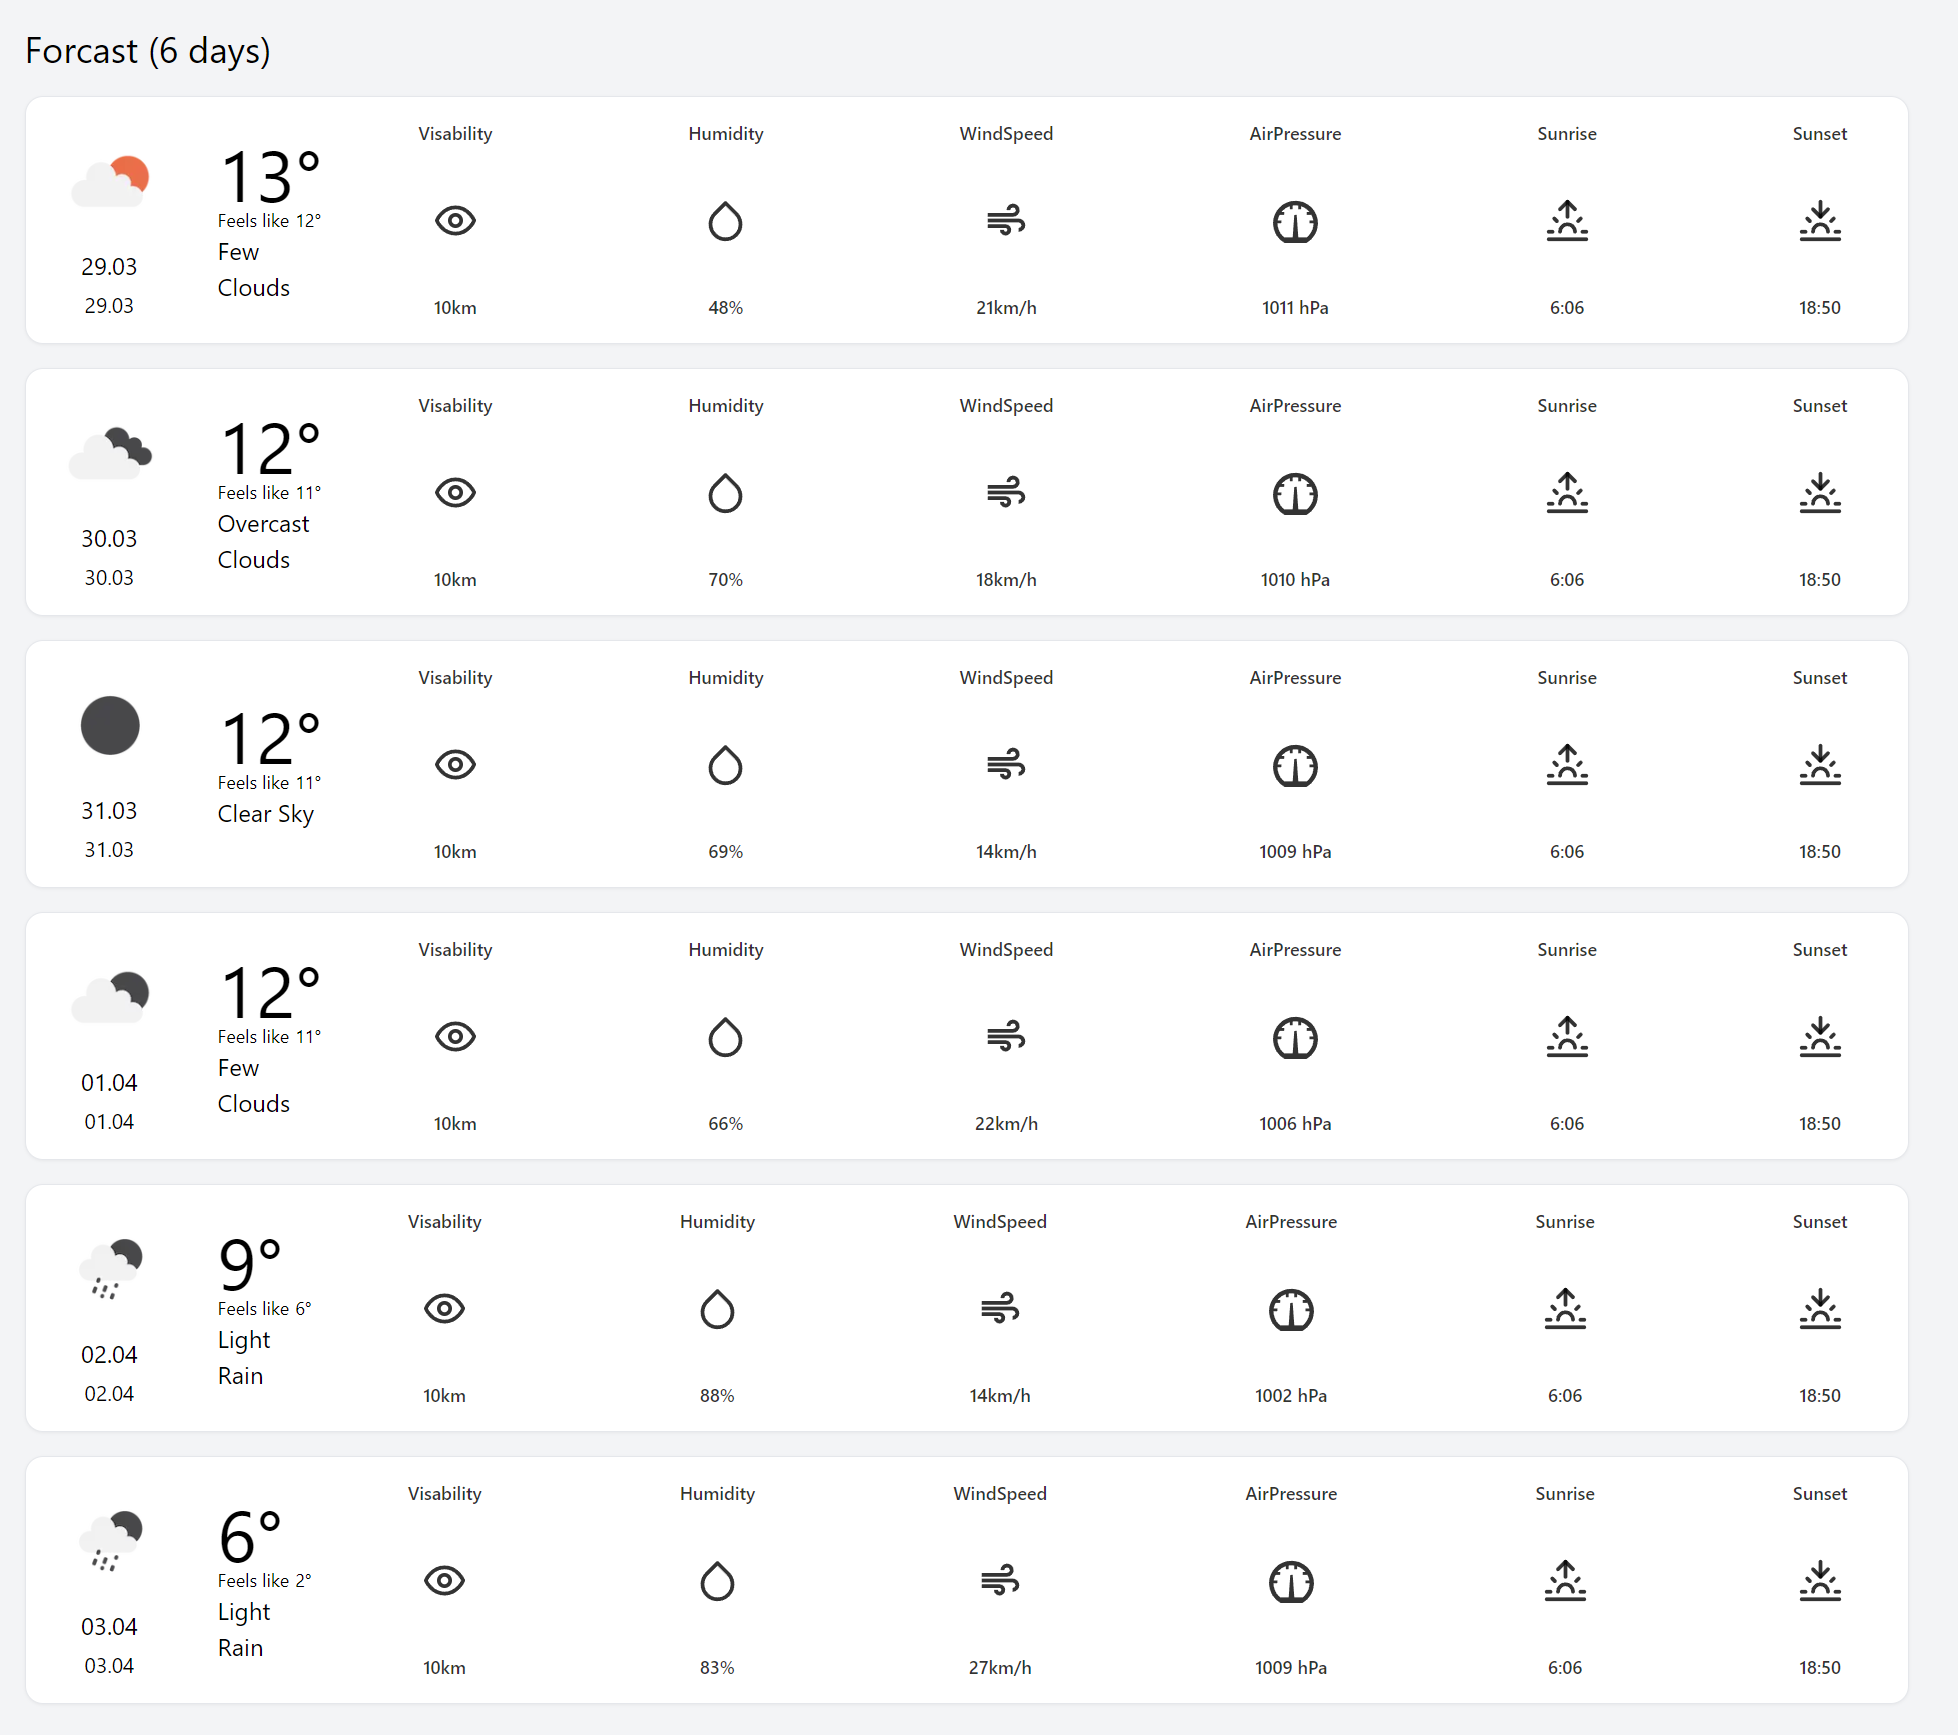 Forcast (6 days)
Visability Humidity WindSpeed AirPressure Sunrise Sunset
13°
Feels like 12°
Few
Clouds
29.03
29.03
10km 48% 21km/h 1011 hPa 6:06 18:50
Visability Humidity WindSpeed AirPressure Sunrise Sunset
12°
Feels like 11°
Overcast
Clouds
30.03
30.03
10km 70% 18km/h 1010 hPa 6:06 18:50
Visability Humidity WindSpeed AirPressure Sunrise Sunset
12°
Feels like 11°
Clear Sky
31.03
31.03
10km 69% 14km/h 1009 hPa 6:06 18:50
Visability Humidity WindSpeed AirPressure Sunrise Sunset
12°
Feels like 11°
Few
Clouds
01.04
01.04
10km 66% 22km/h 1006 hPa 6:06 18:50
Visability Humidity WindSpeed AirPressure Sunrise Sunset
9°
Feels like 6°
Light
Rain
02.04
02.04
10km 88% 14km/h 1002 hPa 6:06 18:50
Visability Humidity WindSpeed AirPressure Sunrise Sunset
6°
Feels like 2°
Light
Rain
03.04
03.04
10km 83% 27km/h 1009 hPa 6:06 18:50